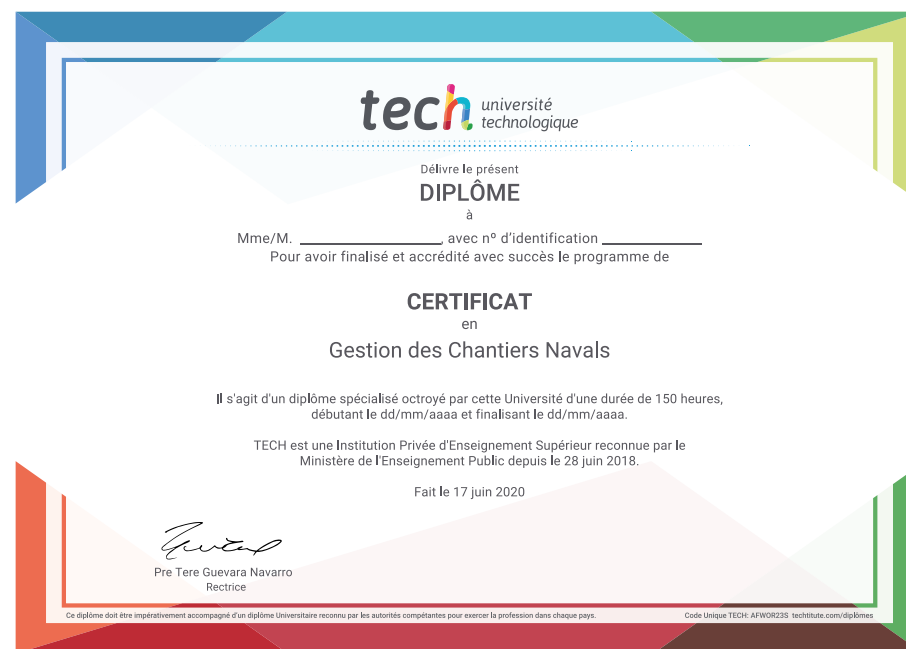 tech université
technologique
Délivre le présent
DIPLÔME
à
Mme/M. ____________________, avec nº d'identification ______________
Pour avoir finalisé et accrédité avec succès le programme de
CERTIFICAT
en
Gestion des Chantiers Navals
Il s'agit d'un diplôme spécialisé octroyé par cette Université d'une durée de 150 heures,
débutant le dd/mm/aaaa et finalisant le dd/mm/aaaa.
TECH est une Institution Privée d'Enseignement Supérieur reconnue par le
Ministère de l'Enseignement Public depuis le 28 juin 2018.
Fait le 17 juin 2020
Pre Tere Guevara Navarro
Rectrice
Ce diplôme doit être impérativement accompagné d'un diplôme Universitaire reconnu par les autorités compétantes pour exercer la profession dans chaque pays.
Code Unique TECH: AFWOR23S techtitute.com/diplômes